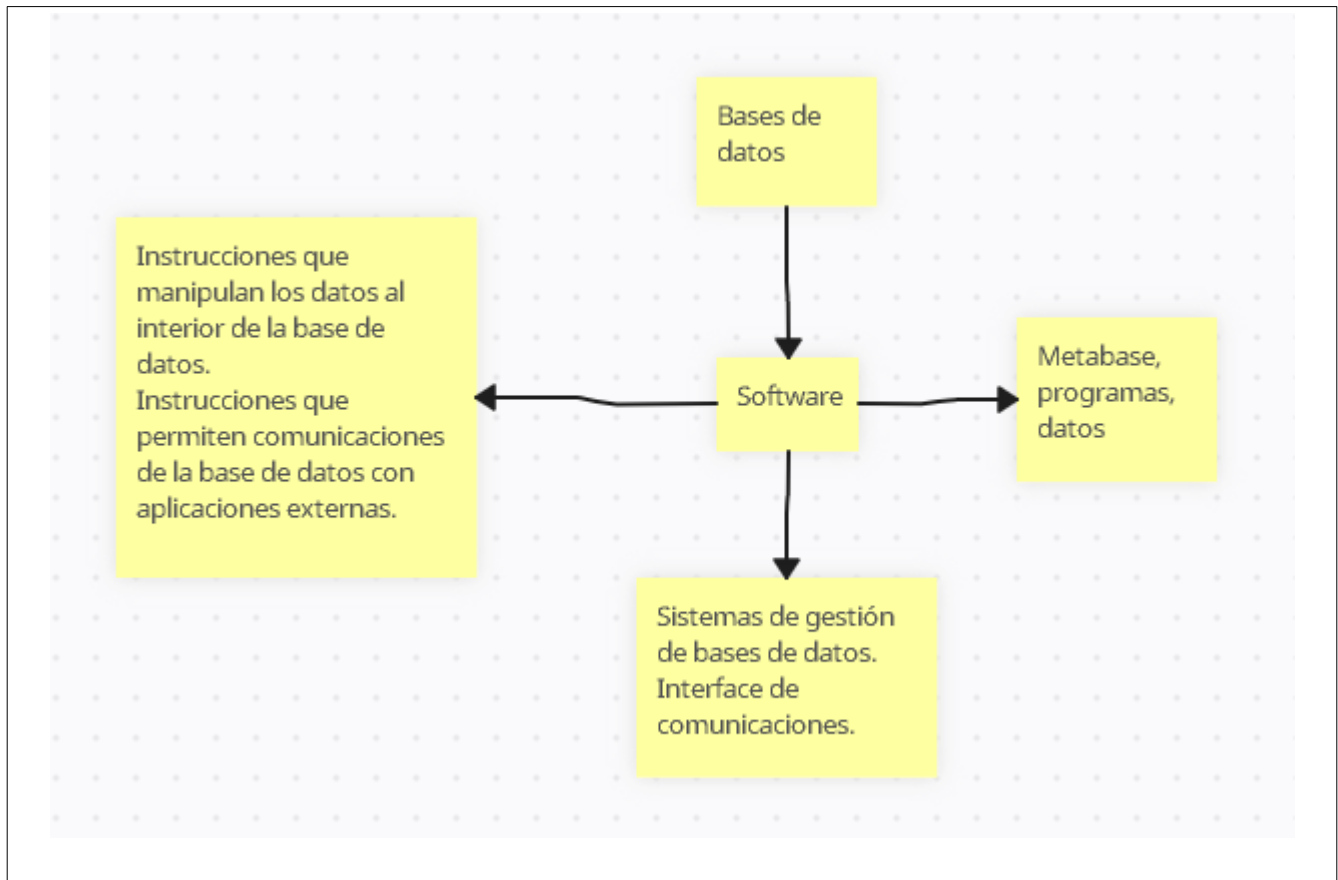 Bases de
datos
Instrucciones que
manipulan los datos al
interior de la base de
datos.
Instrucciones que
permiten comunicaciones
de la base de datos con
aplicaciones externas.
Software
Metabase,
programas,
datos
Sistemas de gestión
de bases de datos.
Interface de
comunicaciones.